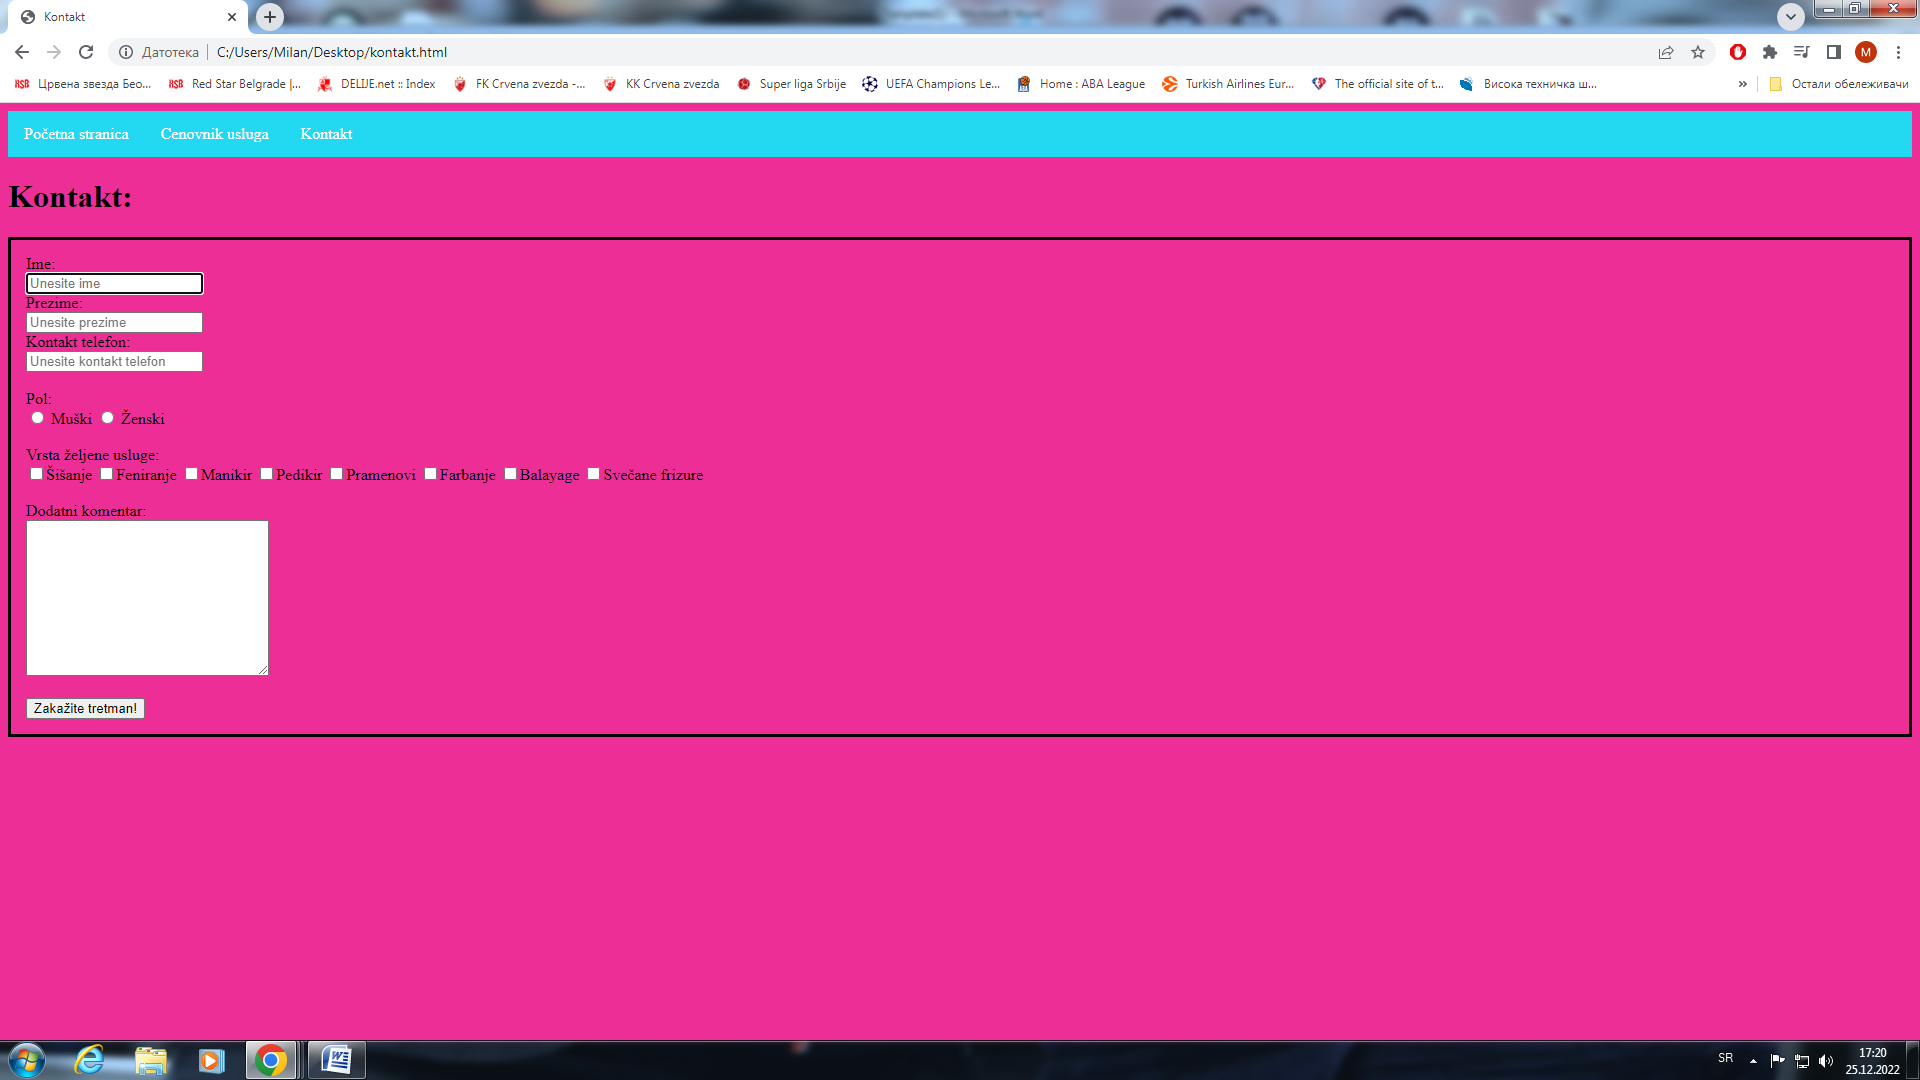 Kontakt
Датотека C:/Users/Milan/Desktop/kontakt.html
M
Црвена звезда Бео... Red Star Belgrade |... DELIJE.net :: Index FK Crvena zvezda -... KK Crvena zvezda Super liga Srbije UEFA Champions Le... Home : ABA League Turkish Airlines Eur... The official site of t... Висока техничка ш... » Остали обележивачи
Početna stranica Cenovnik usluga Kontakt
Kontakt:
Ime:
Unesite ime
Prezime:
Unesite prezime
Kontakt telefon:
Unesite kontakt telefon
Pol:
Muški Ženski
Vrsta željene usluge:
Šišanje Feniranje Manikir Pedikir Pramenovi Farbanje Balayage Svečane frizure
Dodatni komentar:
Zakažite tretman!
SR
17:20
25.12.2022